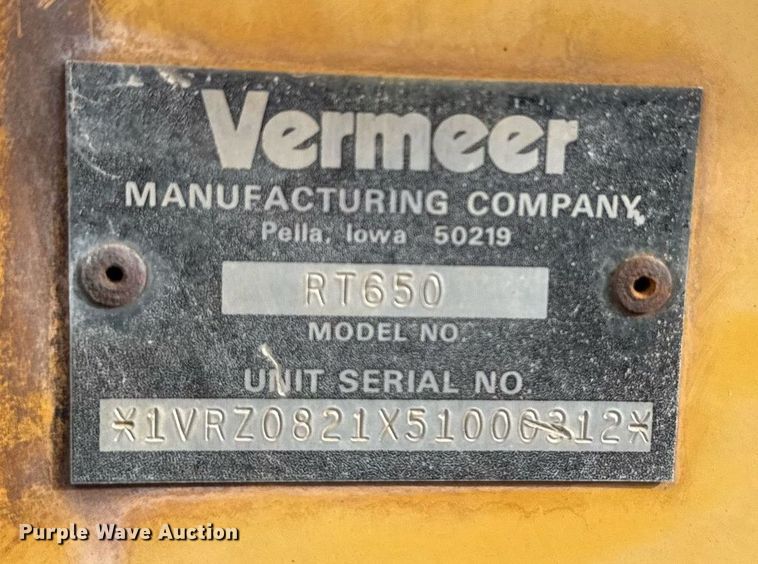 Vermeer
MANUFACTURING COMPANY
Pella, Iowa 50219
RT650
MODEL NO.
UNIT SERIAL NO.
*1VRZ0821X51000312*
Purple Wave Auction